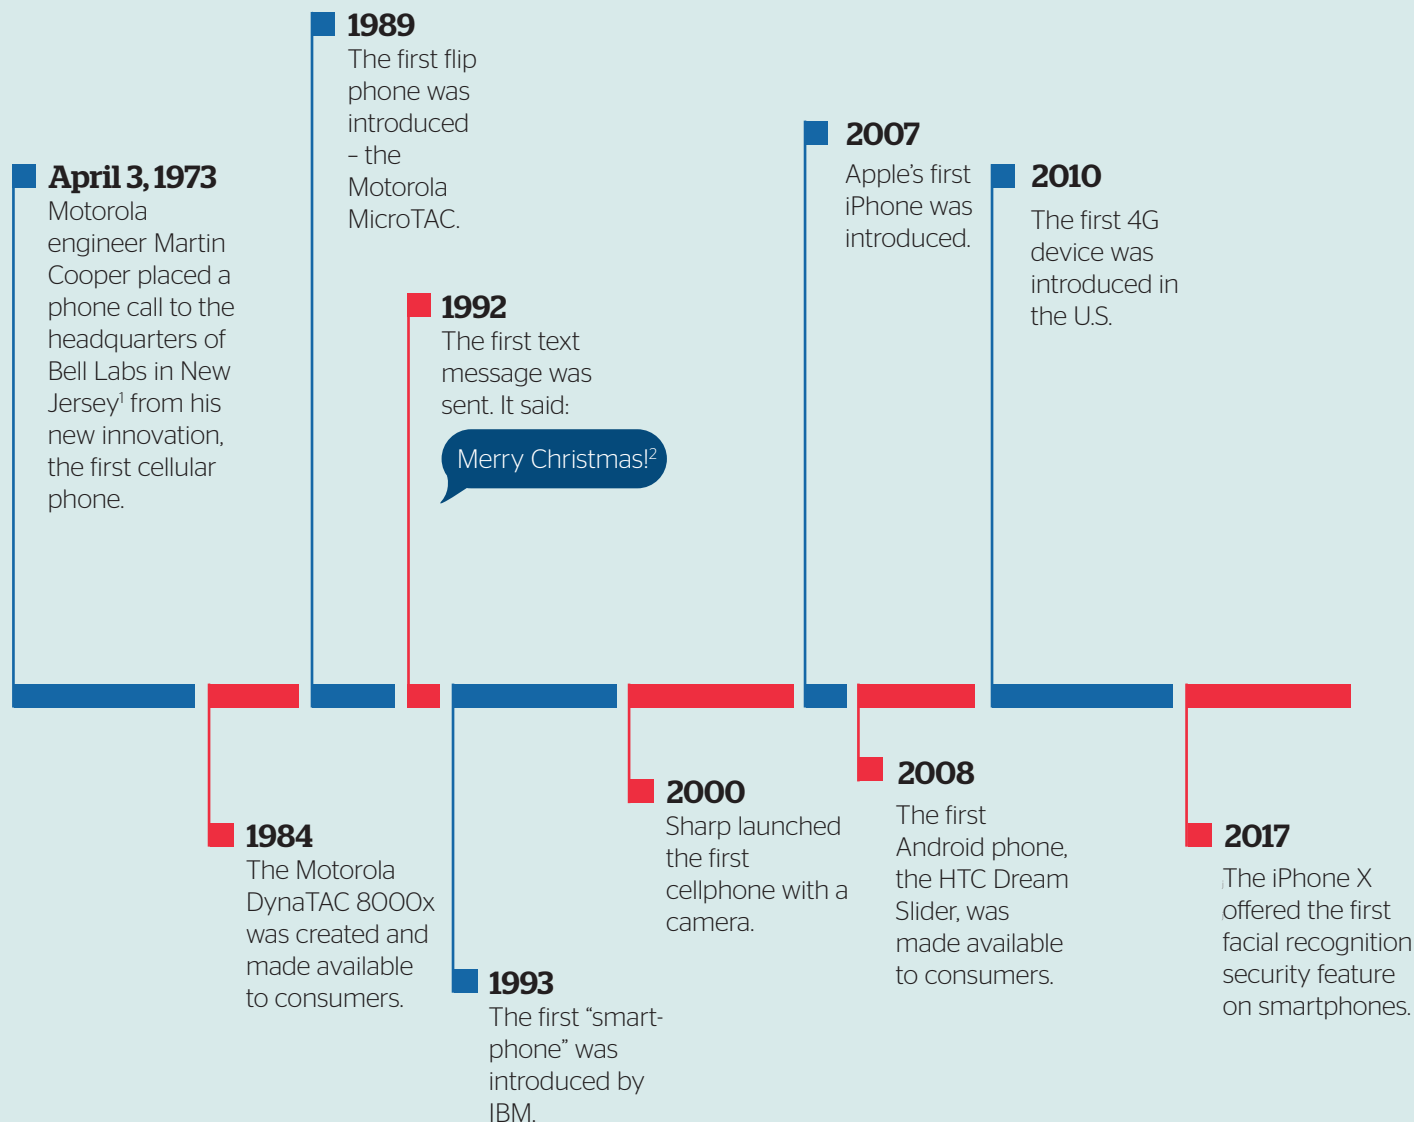 April 3, 1973
Motorola
engineer Martin
Cooper placed a
phone call to the
headquarters of
Bell Labs in New
Jersey¹ from his
new innovation,
the first cellular
phone.
1984
The Motorola
DynaTAC 8000x
was created and
made available
to consumers.
1989
The first flip
phone was
introduced
– the
Motorola
MicroTAC.
1992
The first text
message was
sent. It said:
Merry Christmas!²
1993
The first “smart-
phone” was
introduced by
IBM.
2000
Sharp launched
the first
cellphone with a
camera.
2007
Apple’s first
iPhone was
introduced.
2008
The first
Android phone,
the HTC Dream
Slider, was
made available
to consumers.
2010
The first 4G
device was
introduced in
the U.S.
2017
The iPhone X
offered the first
facial recognition
security feature
on smartphones.